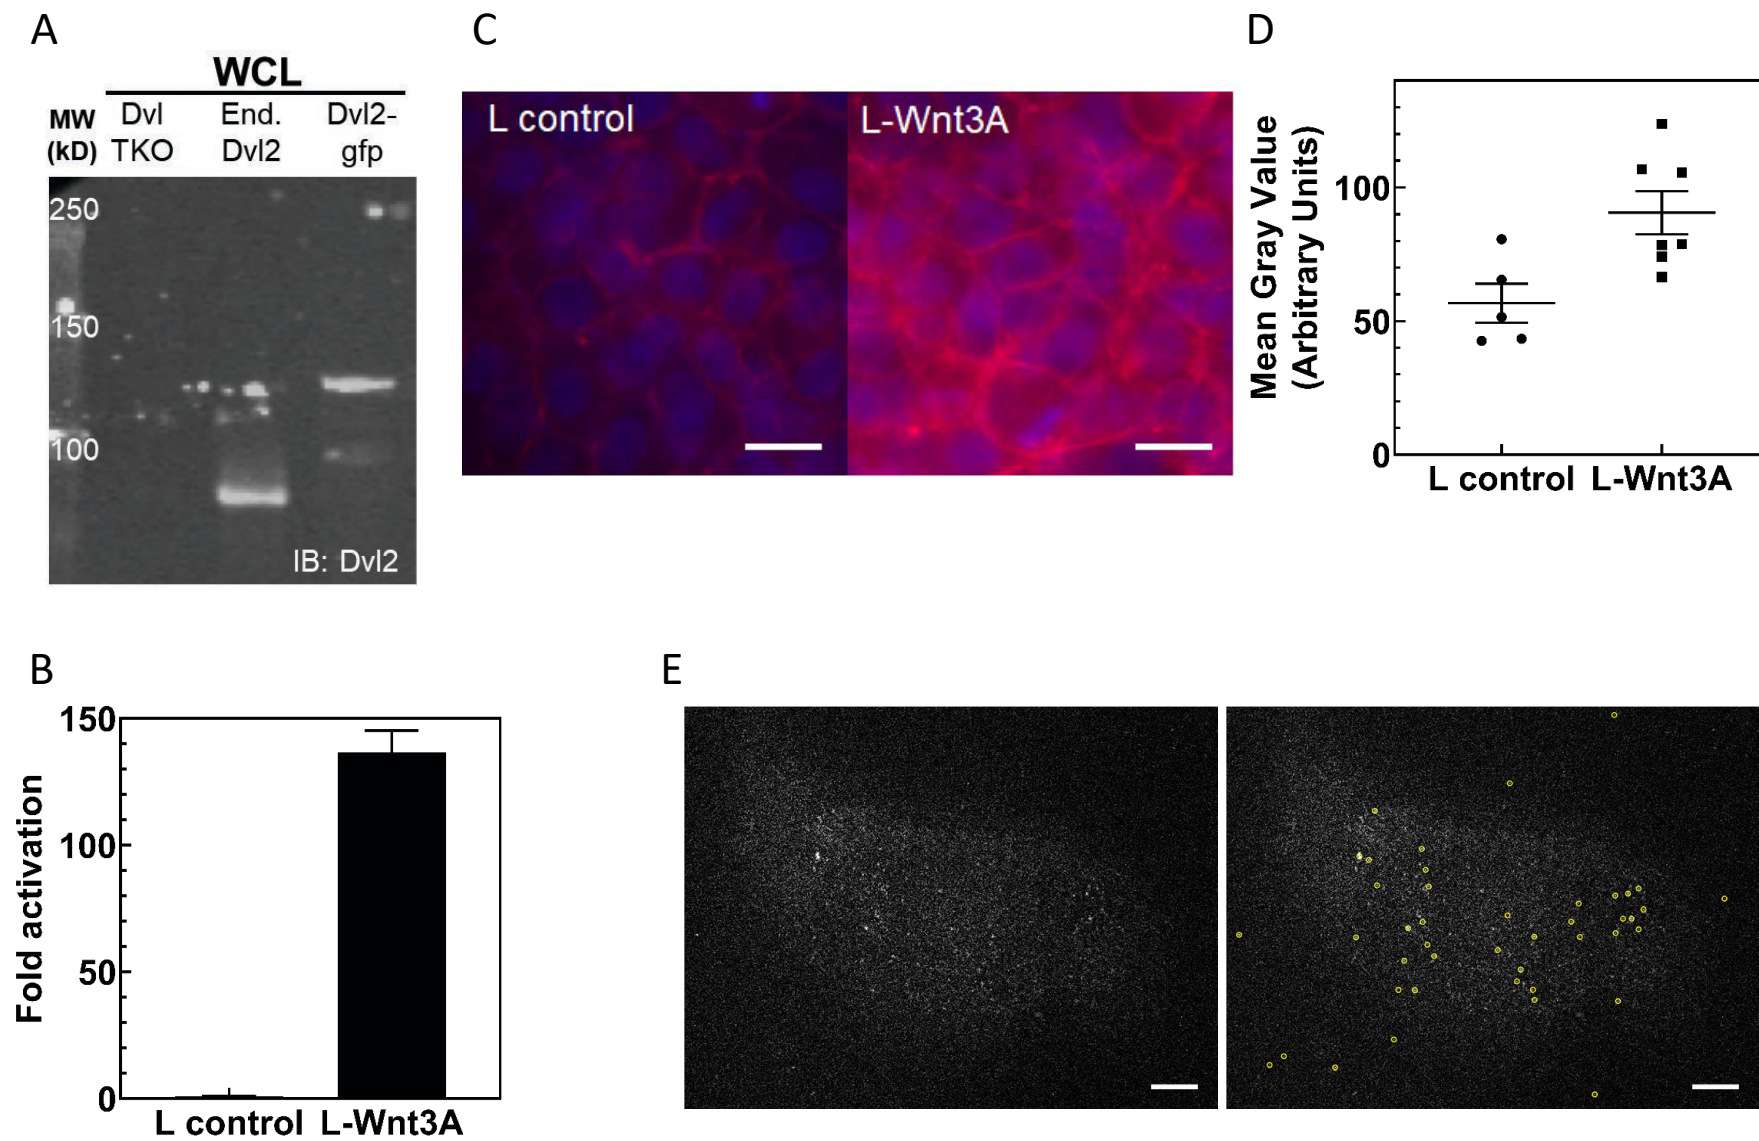 A
WCL
MW (kD)
Dvl TKO
End. Dvl2
Dvl2-gfp
250
150
100
IB: Dvl2
C
L control
L-Wnt3A
D
Mean Gray Value
(Arbitrary Units)
100
50
0
L control L-Wnt3A
B
Fold activation
150
100
50
0
L control L-Wnt3A
E